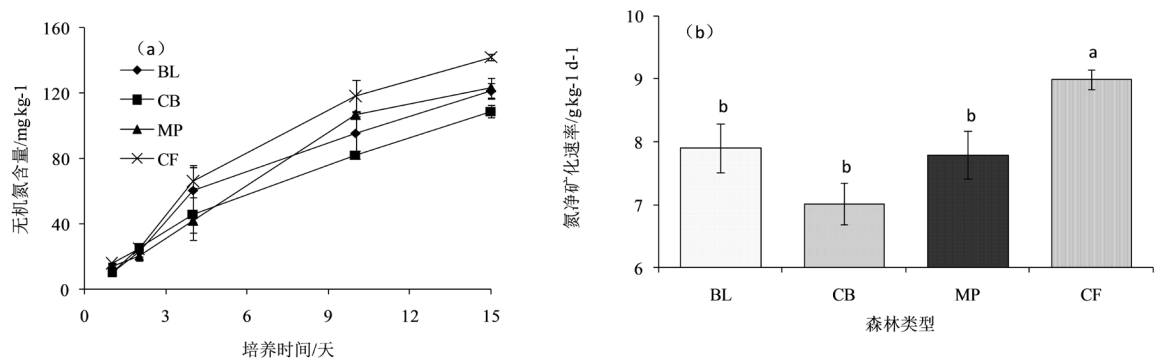 160
120
80
40
0
无机氮含量/mg kg-1
（a）
BL
CB
MP
CF
0 3 6 9 12 15
培养时间/天
10
9
8
7
6
氮净矿化速率/g kg-1 d-1
（b）
b
b
b
a
BL CB MP CF
森林类型